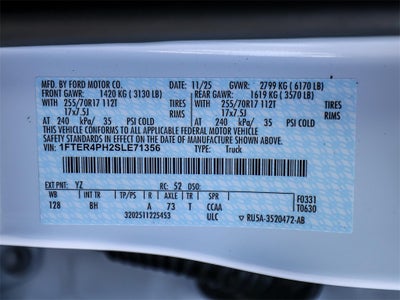 MFD. BY FORD MOTOR CO. 11/25 GVWR: 2799 KG ( 6170 LB)
FRONT GAWR: 1420 KG ( 3130 LB) REAR GAWR: 1619 KG ( 3570 LB)
WITH 255/70R17 112T TIRES WITH 255/70R17 112T TIRES
17x7.5J RIMS 17x7.5J RIMS
AT 240 kPa/ 35 PSI COLD AT 240 kPa/ 35 PSI COLD
THIS VEHICLE CONFORMS TO ALL APPLICABLE FEDERAL MOTOR VEHICLE
SAFETY, BUMPER, AND THEFT PREVENTION STANDARDS IN EFFECT ON THE DATE OF MANUFACTURE SHOWN ABOVE.
VIN: 1FTER4PH2SLE71356 TYPE: Truck
EXT PNT: YZ RC: 52 DSO: F0331
WB INT TR TP/PS R AXLE TR SPR T0630
128 BH A 73 T CCAA
3202511225453 ULC RU5A-3520472-AB